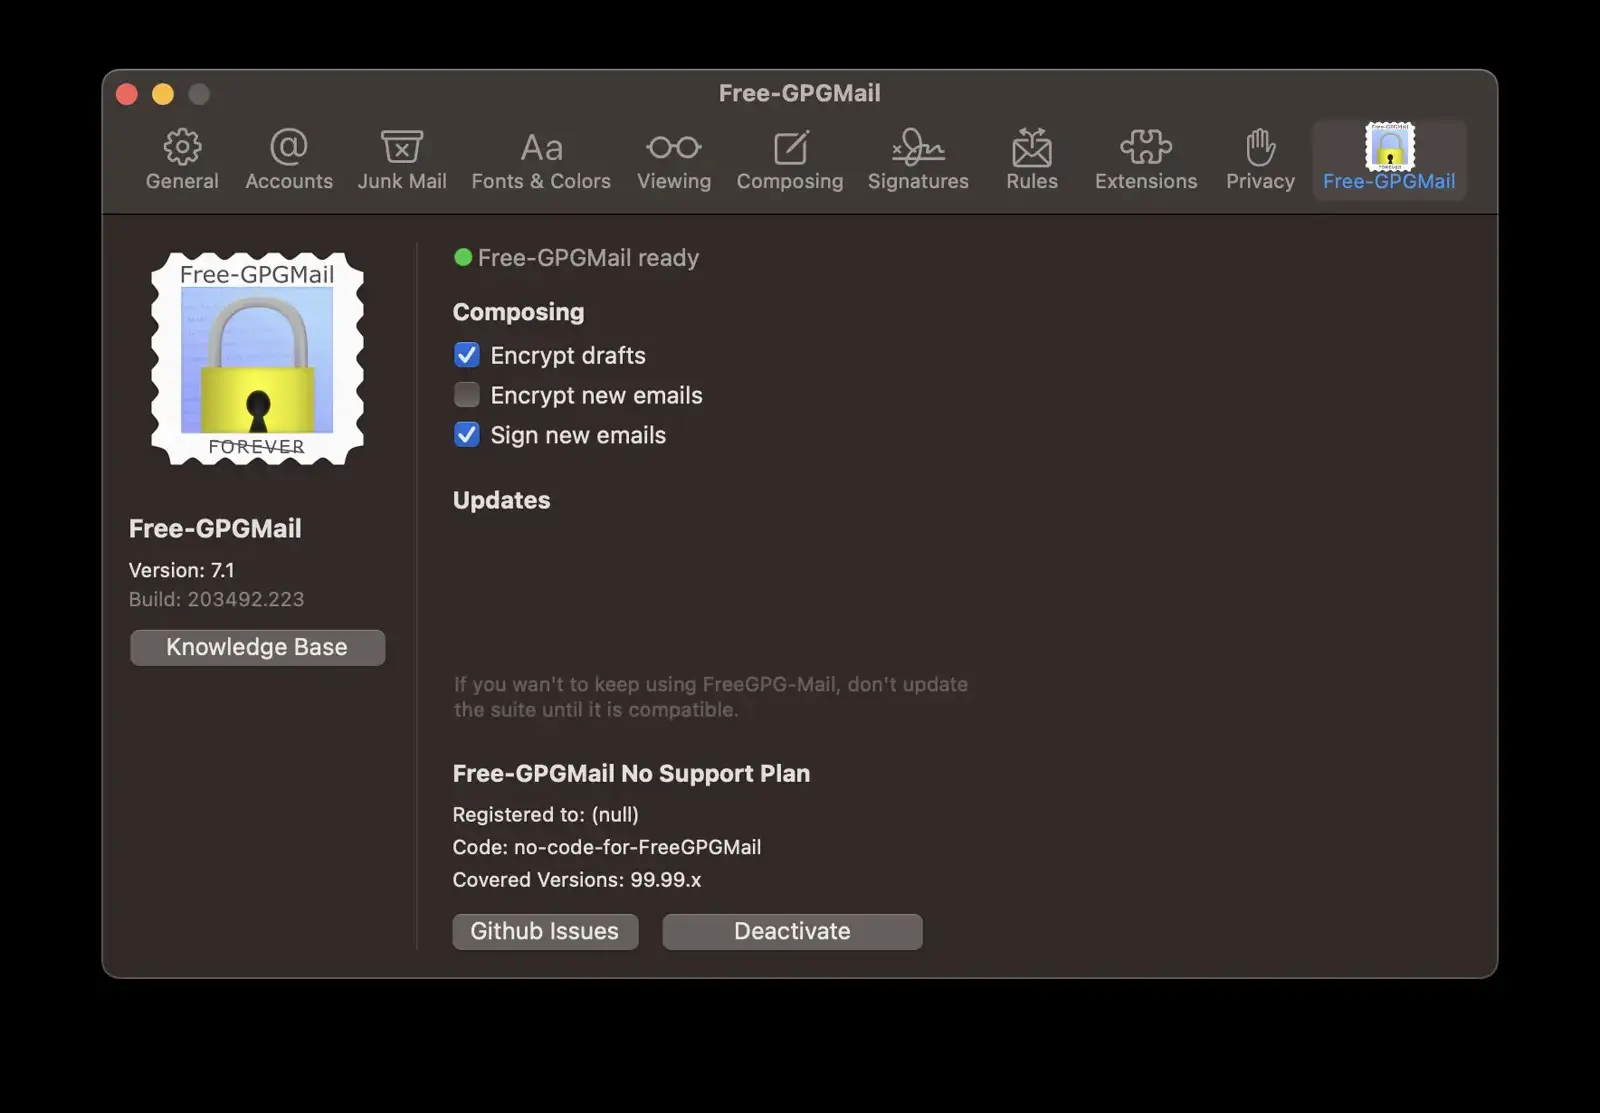 Free-GPGMail
General
Accounts
Junk Mail
Aa
Fonts & Colors
Viewing
Composing
Signatures
Rules
Extensions
Privacy
Free-GPGMail
Free-GPGMail
FOREVER
Free-GPGMail
Version: 7.1
Build: 203492.223
Knowledge Base
Free-GPGMail ready
Composing
Encrypt drafts
Encrypt new emails
Sign new emails
Updates
If you wan't to keep using FreeGPG-Mail, don't update
the suite until it is compatible.
Free-GPGMail No Support Plan
Registered to: (null)
Code: no-code-for-FreeGPGMail
Covered Versions: 99.99.x
Github Issues
Deactivate